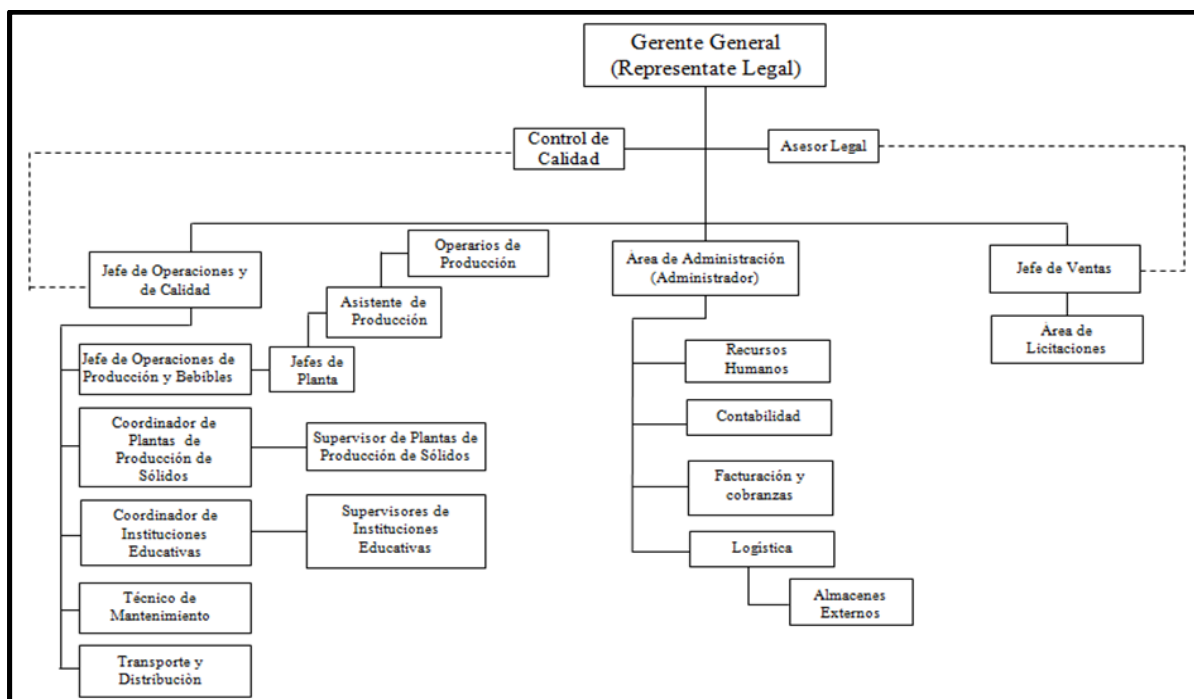 Gerente General
(Representate Legal)
Control de
Calidad
Asesor Legal
Operarios de
Producción
Jefe de Operaciones y
de Calidad
Área de Administración
(Administrador)
Jefe de Ventas
Asistente de
Producción
Área de
Licitaciones
Jefe de Operaciones de
Producción y Bebibles
Jefes de
Planta
Recursos
Humanos
Coordinador de
Plantas de
Producción de
Sólidos
Supervisor de Plantas de
Producción de Sólidos
Contabilidad
Facturación y
cobranzas
Coordinador de
Instituciones
Educativas
Supervisores de
Instituciones
Educativas
Logística
Técnico de
Mantenimiento
Almacenes
Externos
Transporte y
Distribuciòn